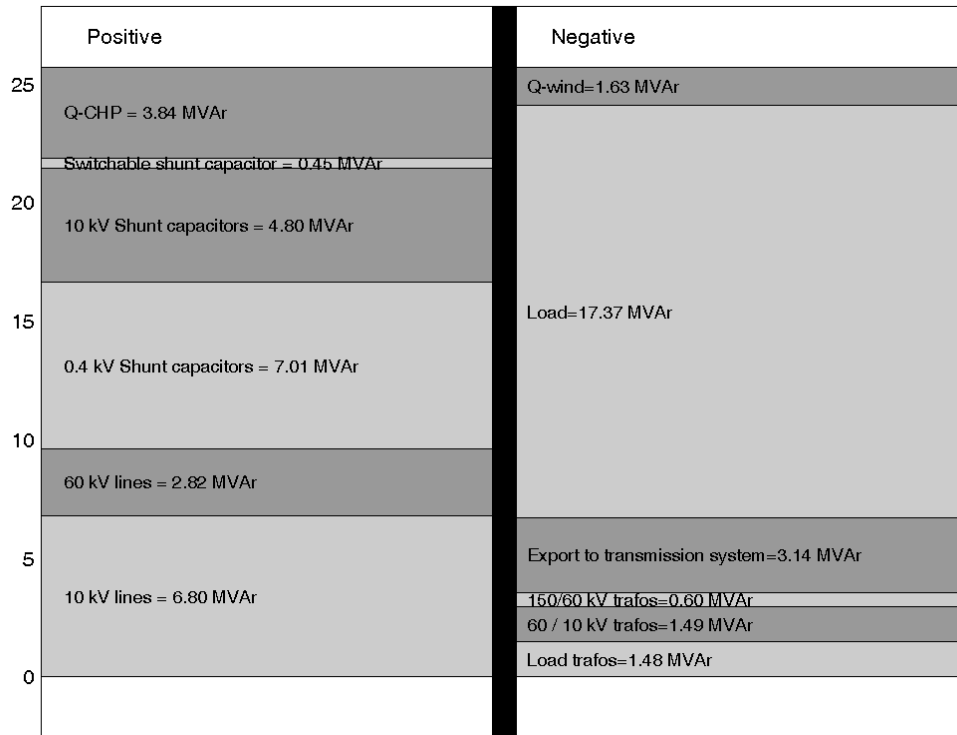 Positive
Negative
25
20
15
10
5
0
Q-CHP = 3.84 MVAr
Switchable shunt capacitor = 0.45 MVAr
10 kV Shunt capacitors = 4.80 MVAr
0.4 kV Shunt capacitors = 7.01 MVAr
60 kV lines = 2.82 MVAr
10 kV lines = 6.80 MVAr
Q-wind=1.63 MVAr
Load=17.37 MVAr
Export to transmission system=3.14 MVAr
150/60 kV trafos=0.60 MVAr
60 / 10 kV trafos=1.49 MVAr
Load trafos=1.48 MVAr